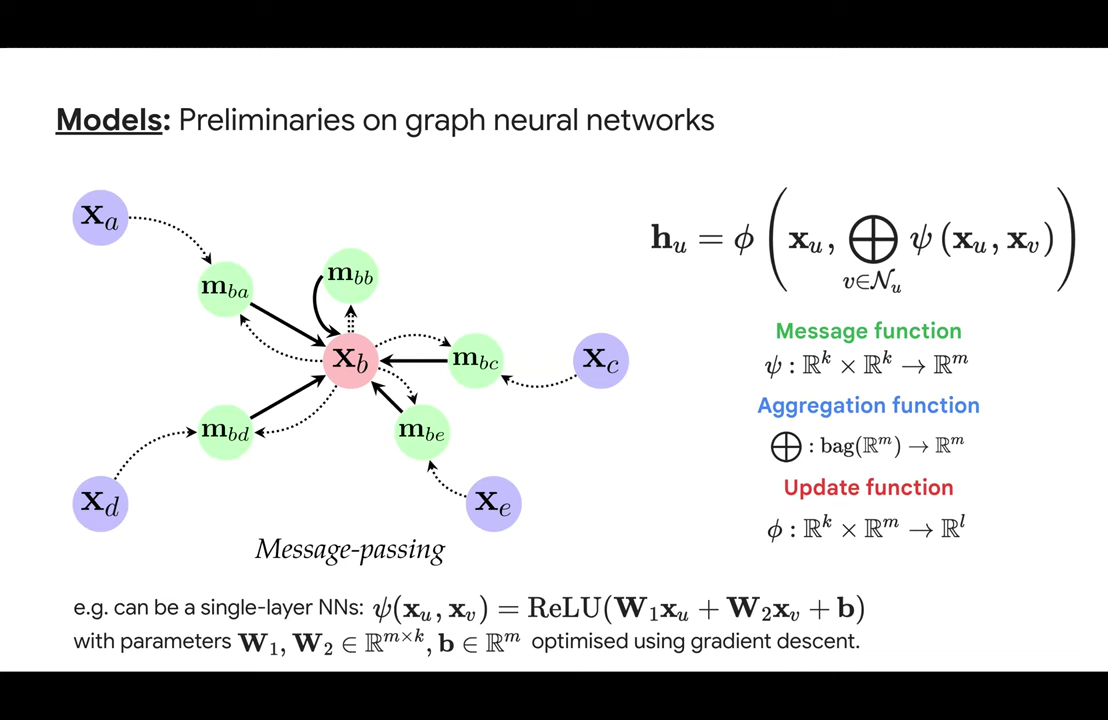 Models: Preliminaries on graph neural networks
x_a
m_ba
m_bb
x_b
m_bc
x_c
m_bd
m_be
x_d
x_e
Message-passing
h_u = ϕ ( x_u, ⨁_{v∈𝒩_u} ψ (x_u, x_v) )
Message function
ψ : ℝ^k × ℝ^k → ℝ^m
Aggregation function
⨁ : bag(ℝ^m) → ℝ^m
Update function
ϕ : ℝ^k × ℝ^m → ℝ^l
e.g. can be a single-layer NNs: ψ(x_u, x_v) = ReLU(W_1x_u + W_2x_v + b)
with parameters W_1, W_2 ∈ ℝ^{m×k}, b ∈ ℝ^m optimised using gradient descent.